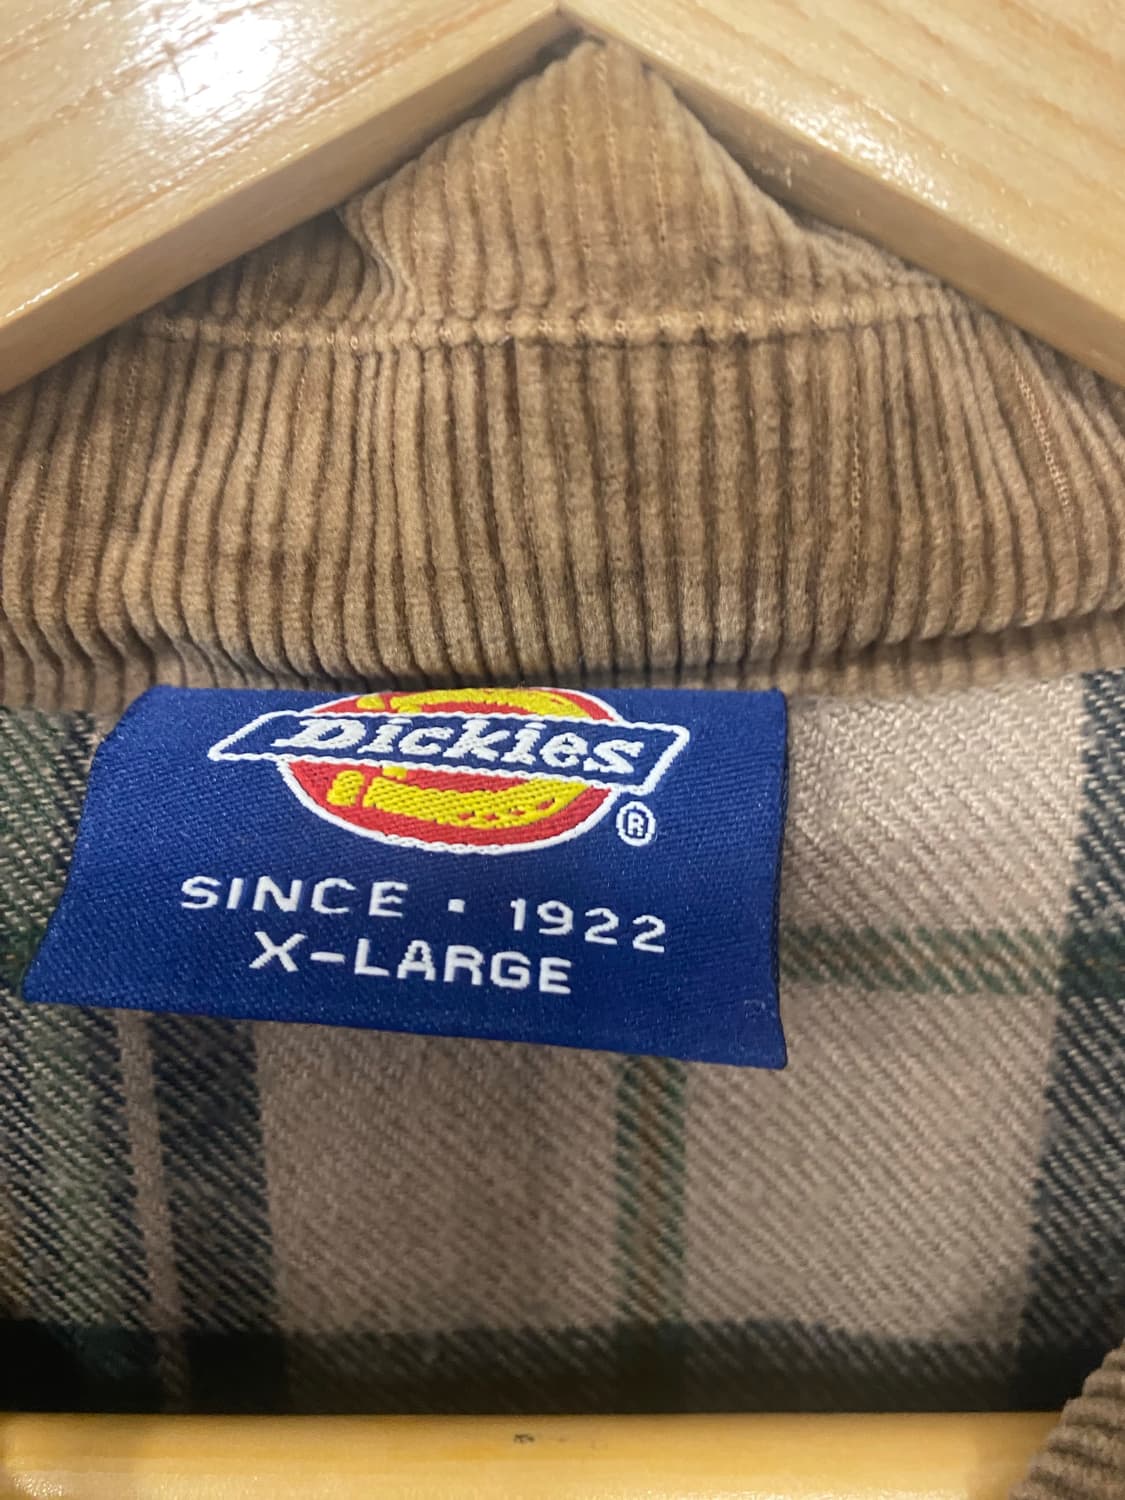 Dickies
®
SINCE · 1922
X-LARGE